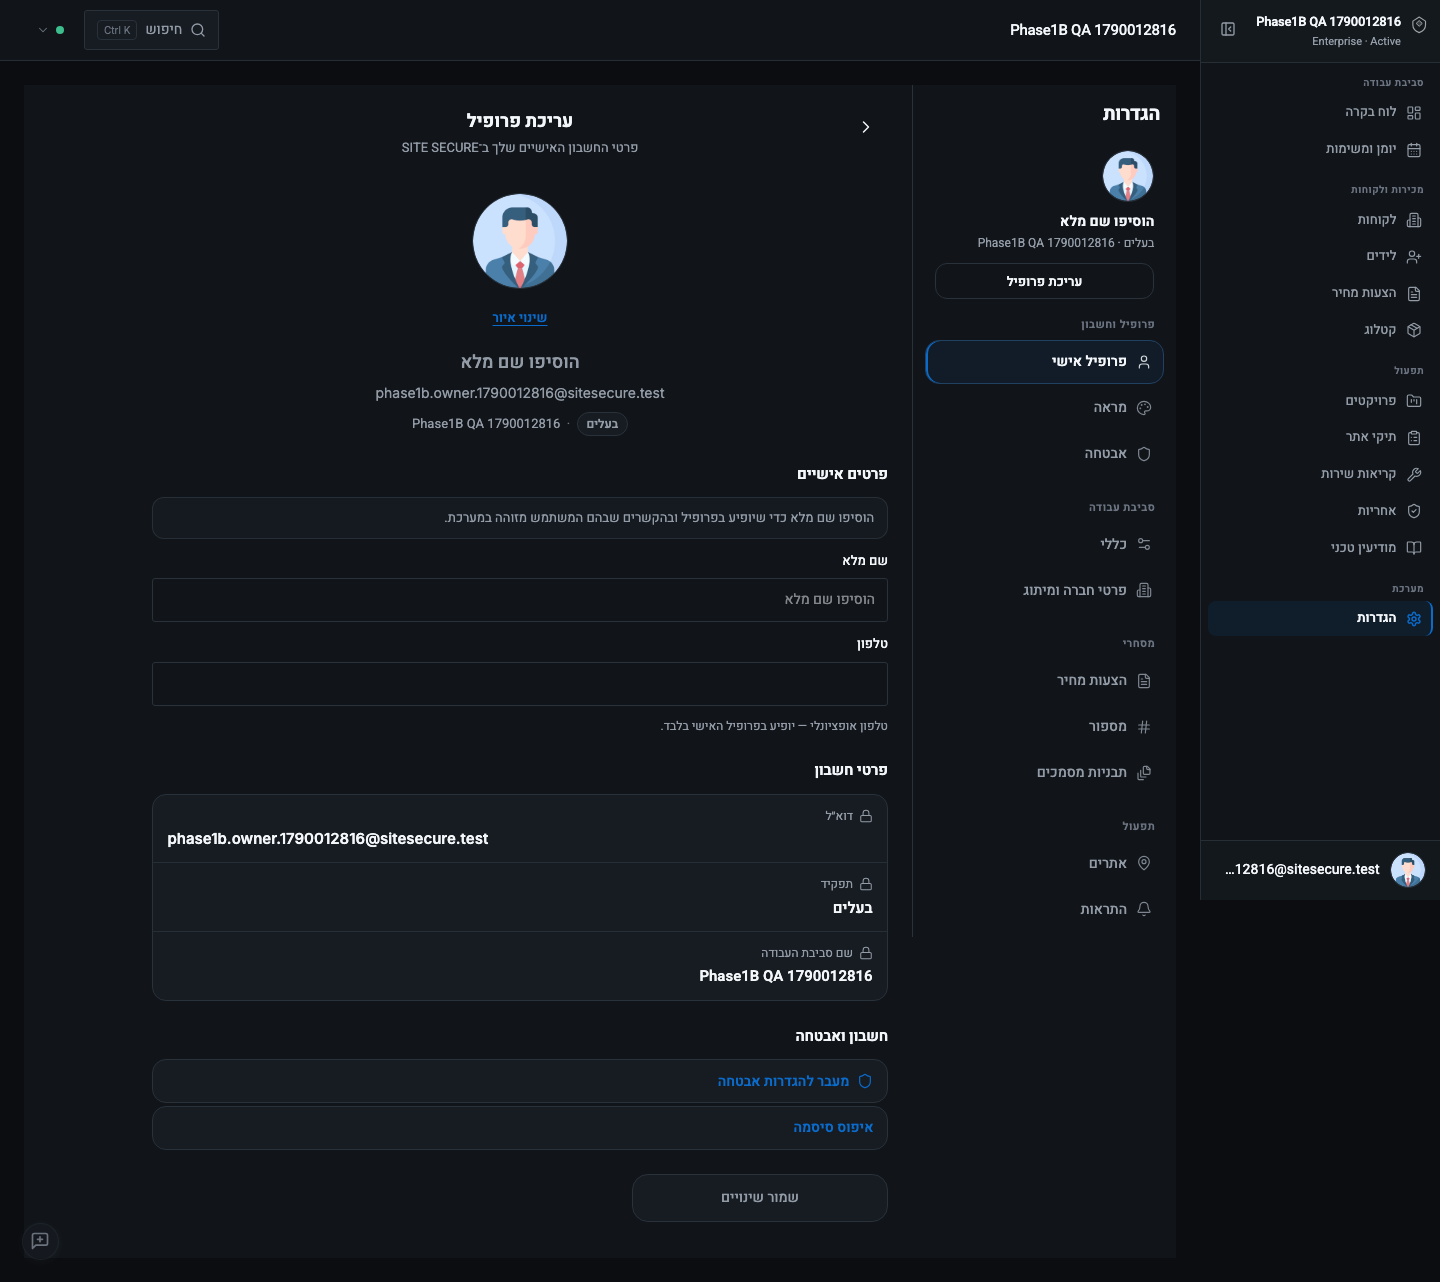 Phase1B QA 1790012816
Enterprise · Active
סביבת עבודה
לוח בקרה
יומן ומשימות
מכירות ולקוחות
לקוחות
לידים
הצעות מחיר
קטלוג
תפעול
פרויקטים
תיקי אתר
קריאות שירות
אחריות
מודיעין טכני
מערכת
הגדרות
...12816@sitesecure.test
Phase1B QA 1790012816
חיפוש
Ctrl K
הגדרות
הוסיפו שם מלא
בעלים · Phase1B QA 1790012816
עריכת פרופיל
פרופיל וחשבון
פרופיל אישי
מראה
אבטחה
סביבת עבודה
כללי
פרטי חברה ומיתוג
מסחרי
הצעות מחיר
מספור
תבניות מסמכים
תפעול
אתרים
התראות
עריכת פרופיל
פרטי החשבון האישיים שלך ב־SITE SECURE
שינוי איור
הוסיפו שם מלא
phase1b.owner.1790012816@sitesecure.test
בעלים · Phase1B QA 1790012816
פרטים אישיים
הוסיפו שם מלא כדי שיופיע בפרופיל ובהקשרים שבהם המשתמש מזוהה במערכת.
שם מלא
הוסיפו שם מלא
טלפון
טלפון אופציונלי — יופיע בפרופיל האישי בלבד.
פרטי חשבון
דוא״ל
phase1b.owner.1790012816@sitesecure.test
תפקיד
בעלים
שם סביבת העבודה
Phase1B QA 1790012816
חשבון ואבטחה
מעבר להגדרות אבטחה
איפוס סיסמה
שמור שינויים